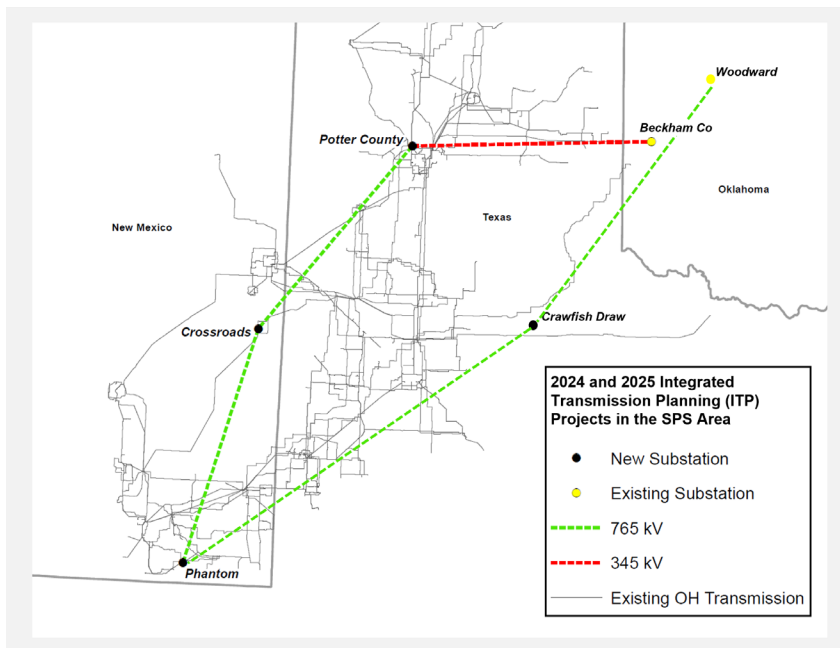 Woodward
Beckham Co
Potter County
Oklahoma
Texas
New Mexico
Crawfish Draw
Crossroads
2024 and 2025 Integrated
Transmission Planning (ITP)
Projects in the SPS Area
New Substation
Existing Substation
765 kV
345 kV
Existing OH Transmission
Phantom